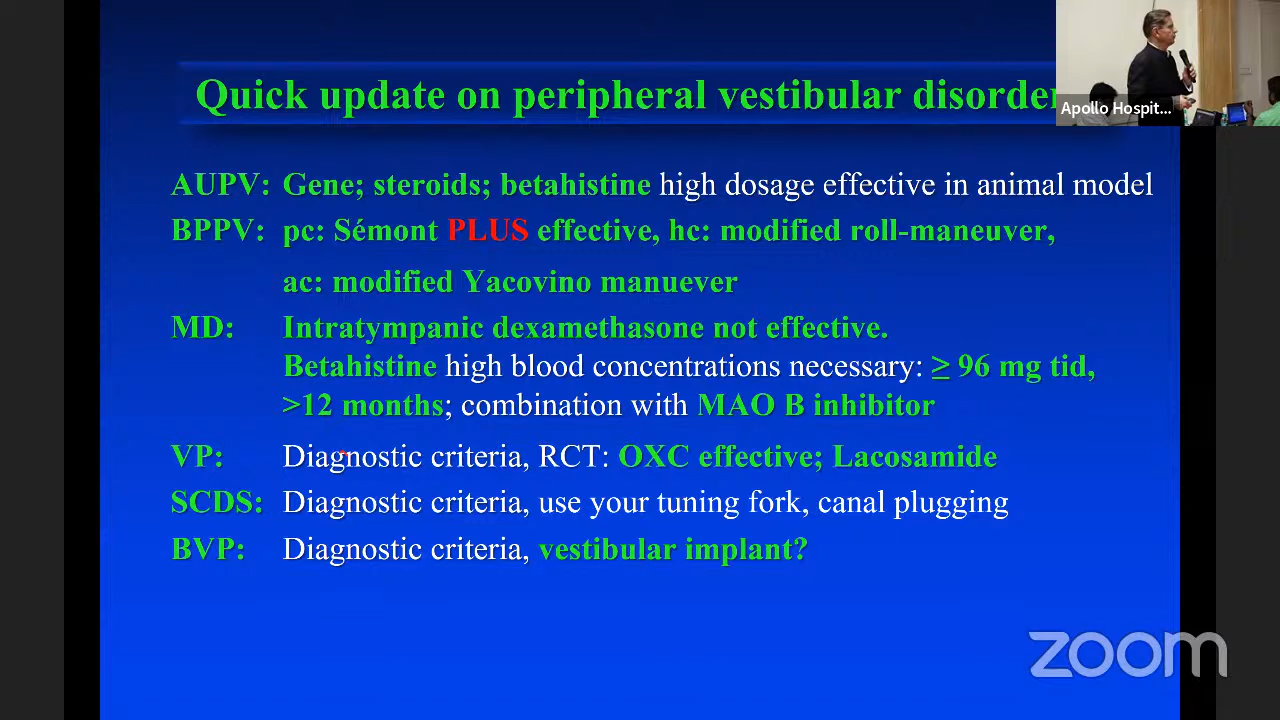 Quick update on peripheral vestibular disorder
Apollo Hospit...
AUPV: Gene; steroids; betahistine high dosage effective in animal model
BPPV: pc: Sémont PLUS effective, hc: modified roll-maneuver,
ac: modified Yacovino manuever
MD: Intratympanic dexamethasone not effective.
Betahistine high blood concentrations necessary: ≥ 96 mg tid,
>12 months; combination with MAO B inhibitor
VP: Diagnostic criteria, RCT: OXC effective; Lacosamide
SCDS: Diagnostic criteria, use your tuning fork, canal plugging
BVP: Diagnostic criteria, vestibular implant?
zoom